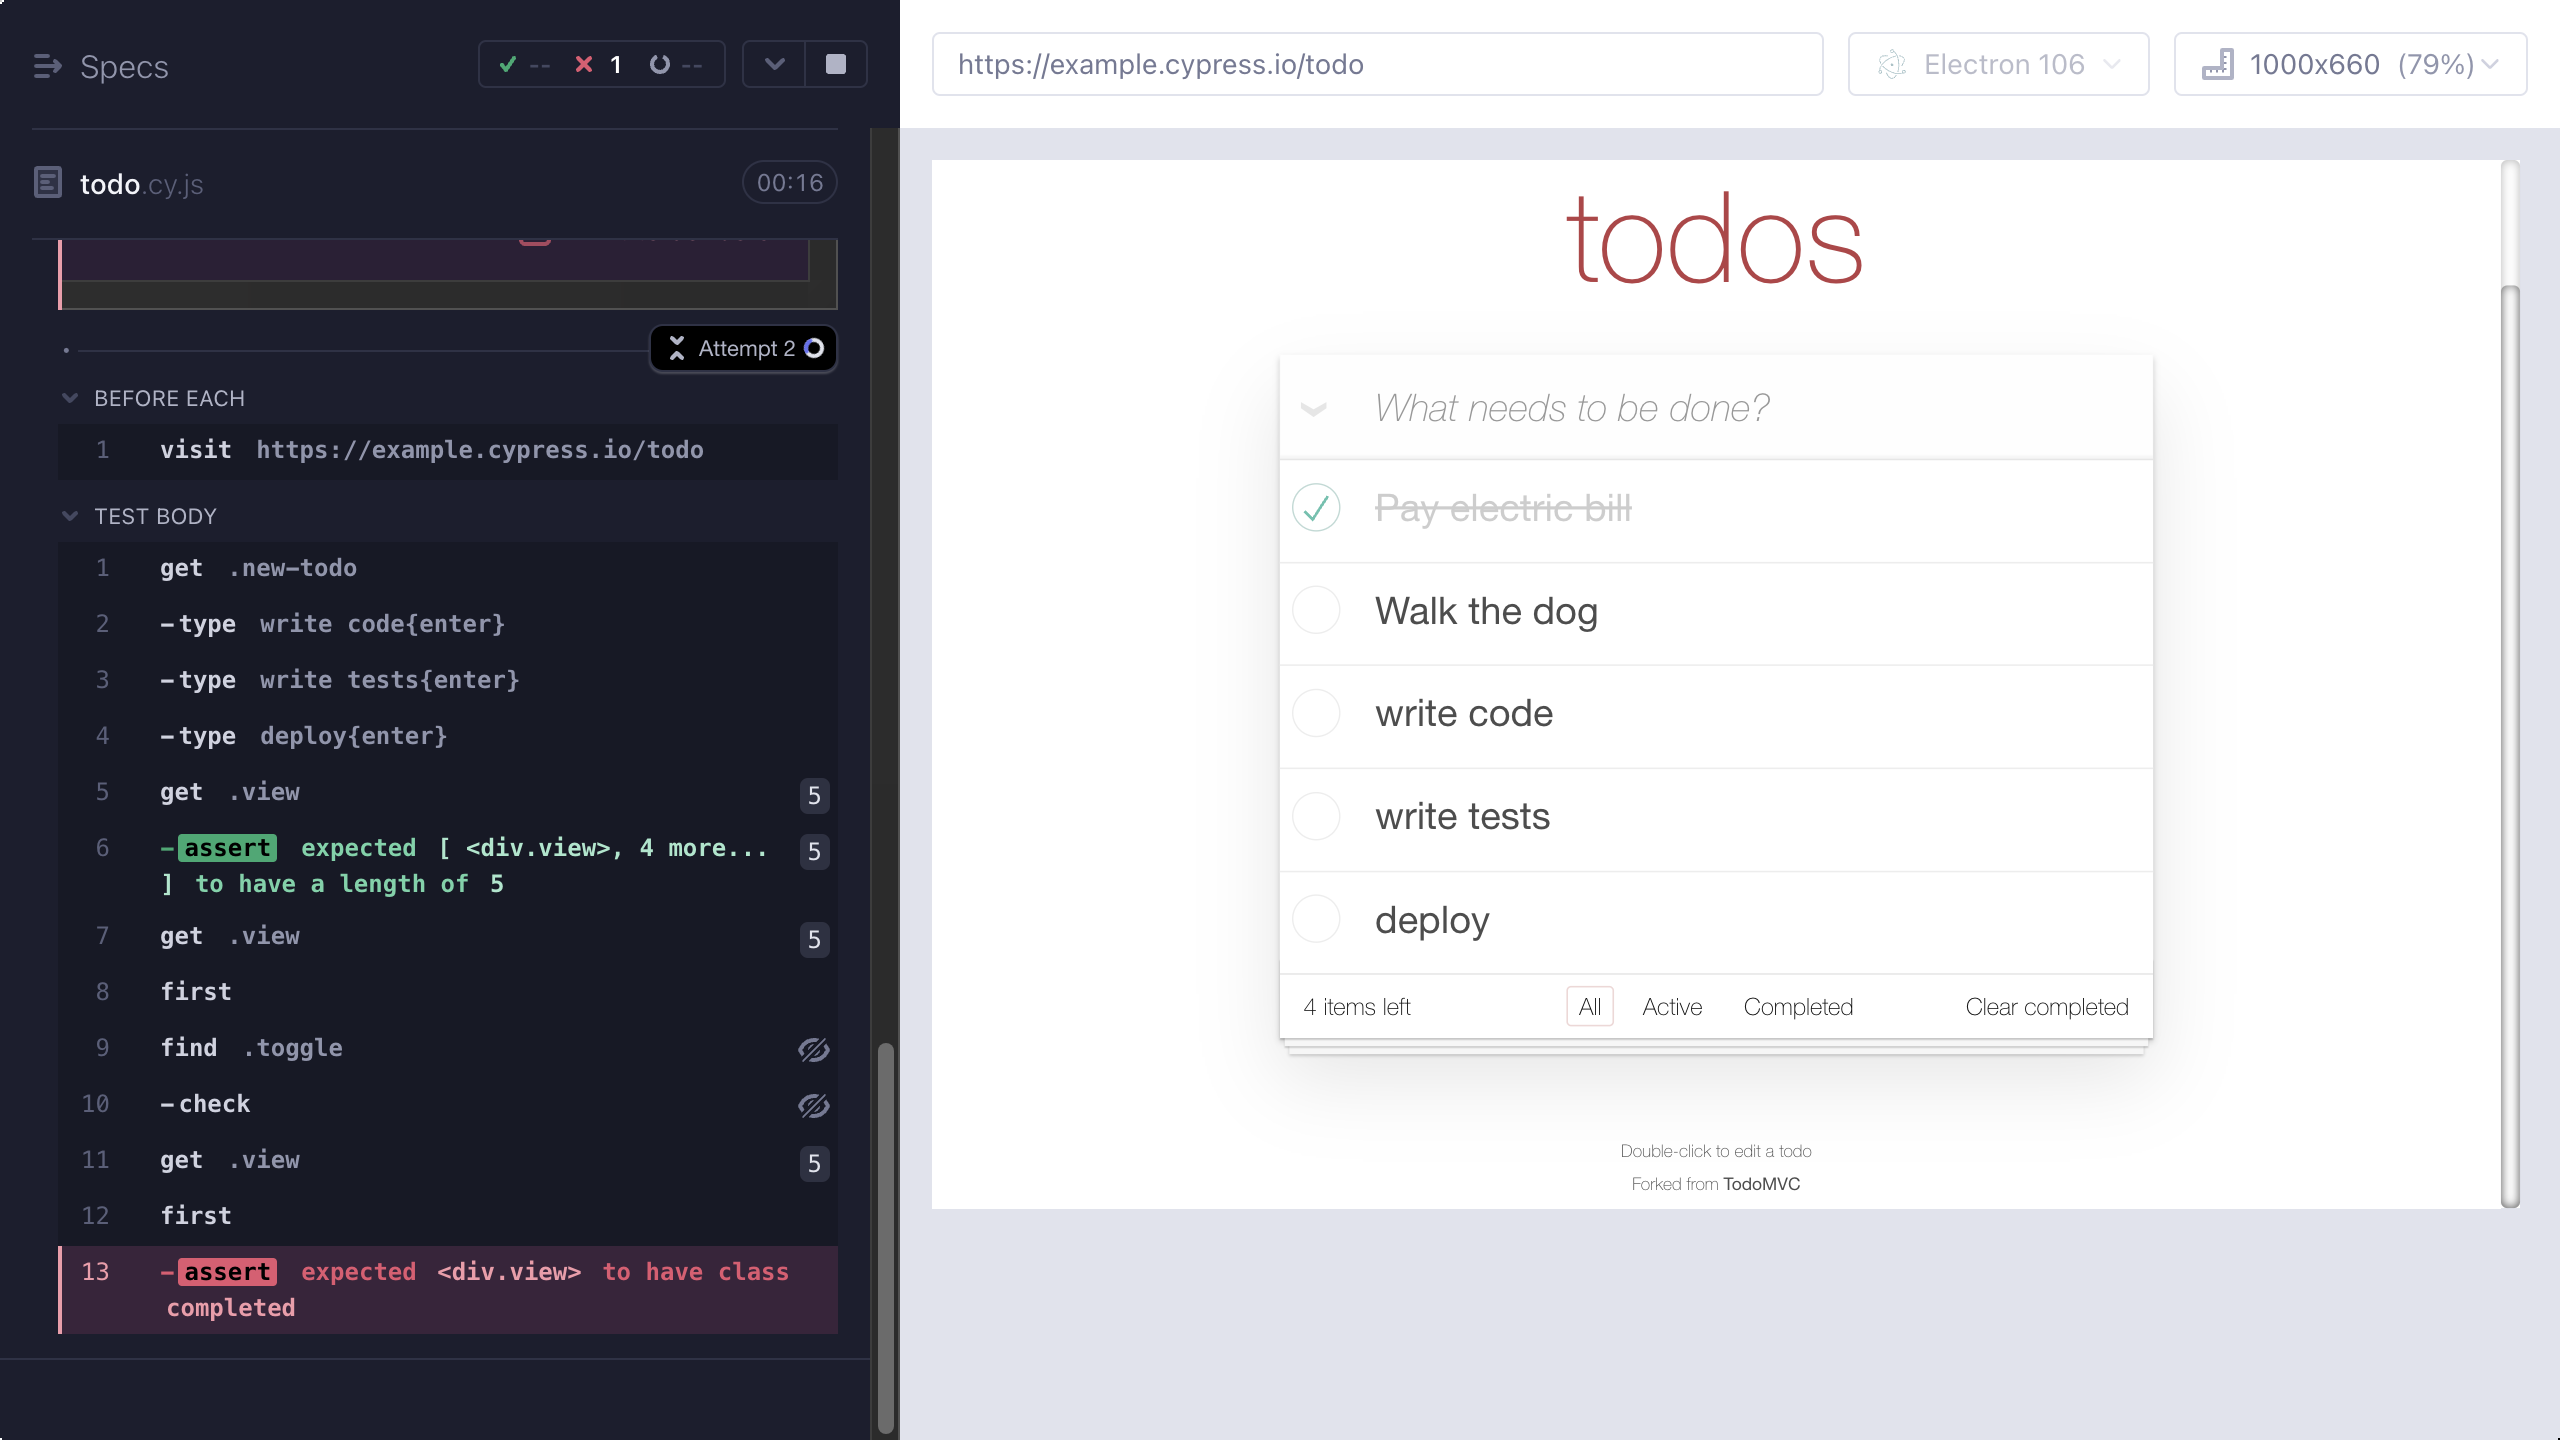 Specs
-- 1 --
todo.cy.js 00:16
Attempt 2
BEFORE EACH
1 visit https://example.cypress.io/todo
TEST BODY
1 get .new-todo
2 -type write code{enter}
3 -type write tests{enter}
4 -type deploy{enter}
5 get .view 5
6 -assert expected [ <div.view>, 4 more... 5
] to have a length of 5
7 get .view 5
8 first
9 find .toggle
10 -check
11 get .view 5
12 first
13 -assert expected <div.view> to have class
completed
https://example.cypress.io/todo
Electron 106
1000x660 (79%)
todos
What needs to be done?
Pay electric bill
Walk the dog
write code
write tests
deploy
4 items left All Active Completed Clear completed
Double-click to edit a todo
Forked from TodoMVC